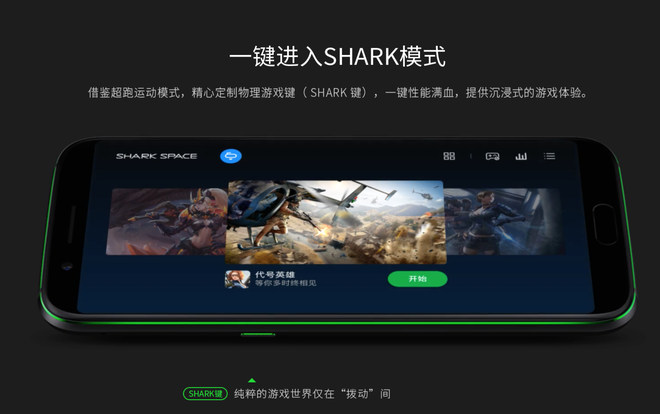 一键进入SHARK模式
借鉴超跑运动模式，精心定制物理游戏键（ SHARK 键），一键性能满血，提供沉浸式的游戏体验。
SHARK SPACE
代号英雄
等你多时终相见
开始
SHARK键 纯粹的游戏世界仅在“拨动”间